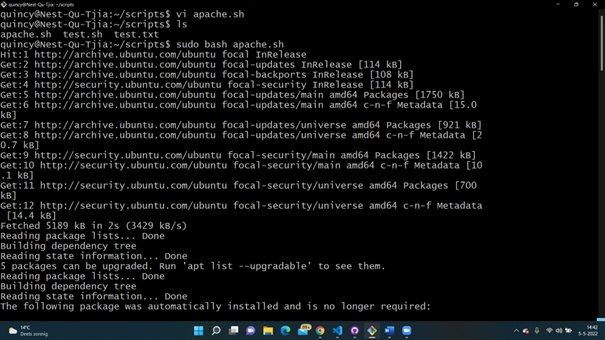 quincy@Nest-Qu-Tjia: ~/scripts
quincy@Nest-Qu-Tjia:~/scripts$ vi apache.sh
quincy@Nest-Qu-Tjia:~/scripts$ ls
apache.sh  test.sh  test.txt
quincy@Nest-Qu-Tjia:~/scripts$ sudo bash apache.sh
Hit:1 http://archive.ubuntu.com/ubuntu focal InRelease
Get:2 http://archive.ubuntu.com/ubuntu focal-updates InRelease [114 kB]
Get:3 http://archive.ubuntu.com/ubuntu focal-backports InRelease [108 kB]
Get:4 http://security.ubuntu.com/ubuntu focal-security InRelease [114 kB]
Get:5 http://archive.ubuntu.com/ubuntu focal-updates/main amd64 Packages [1750 kB]
Get:6 http://archive.ubuntu.com/ubuntu focal-updates/main amd64 c-n-f Metadata [15.0
kB]
Get:7 http://archive.ubuntu.com/ubuntu focal-updates/universe amd64 Packages [921 kB]
Get:8 http://archive.ubuntu.com/ubuntu focal-updates/universe amd64 c-n-f Metadata [2
0.7 kB]
Get:9 http://security.ubuntu.com/ubuntu focal-security/main amd64 Packages [1422 kB]
Get:10 http://security.ubuntu.com/ubuntu focal-security/main amd64 c-n-f Metadata [10
.1 kB]
Get:11 http://security.ubuntu.com/ubuntu focal-security/universe amd64 Packages [700
kB]
Get:12 http://security.ubuntu.com/ubuntu focal-security/universe amd64 c-n-f Metadata
[14.4 kB]
Fetched 5189 kB in 2s (3429 kB/s)
Reading package lists... Done
Building dependency tree
Reading state information... Done
5 packages can be upgraded. Run 'apt list --upgradable' to see them.
Reading package lists... Done
Building dependency tree
Reading state information... Done
The following package was automatically installed and is no longer required:
14°C
Deels zonnig
99+
14:42
5-5-2022